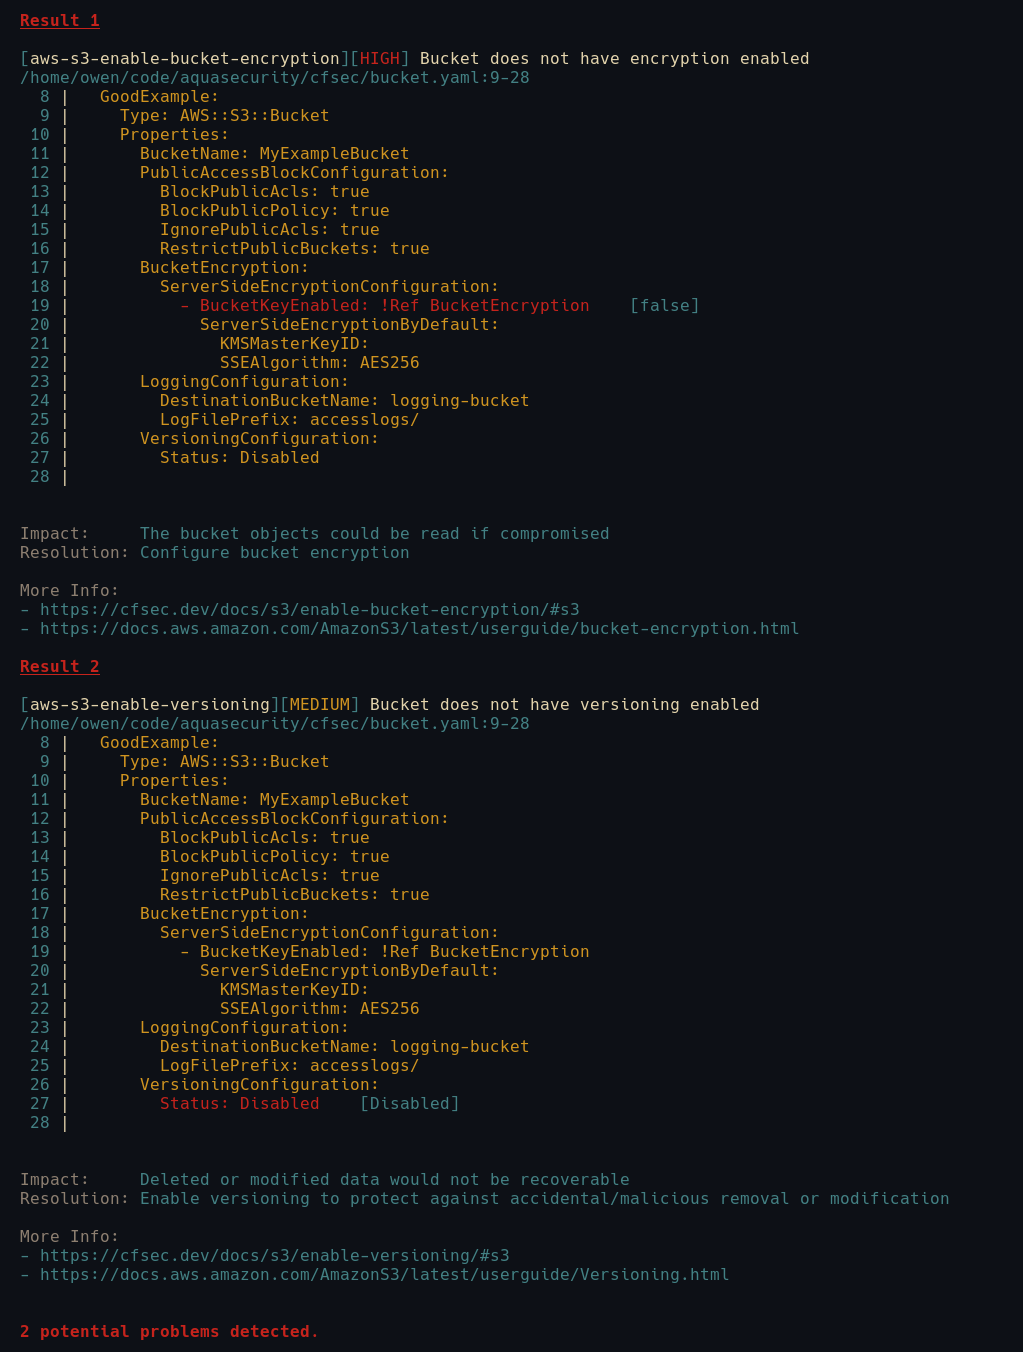 Result 1

[aws-s3-enable-bucket-encryption][HIGH] Bucket does not have encryption enabled
/home/owen/code/aquasecurity/cfsec/bucket.yaml:9-28
  8 |   GoodExample:
  9 |     Type: AWS::S3::Bucket
 10 |     Properties:
 11 |       BucketName: MyExampleBucket
 12 |       PublicAccessBlockConfiguration:
 13 |         BlockPublicAcls: true
 14 |         BlockPublicPolicy: true
 15 |         IgnorePublicAcls: true
 16 |         RestrictPublicBuckets: true
 17 |       BucketEncryption:
 18 |         ServerSideEncryptionConfiguration:
 19 |           - BucketKeyEnabled: !Ref BucketEncryption    [false]
 20 |             ServerSideEncryptionByDefault:
 21 |               KMSMasterKeyID:
 22 |               SSEAlgorithm: AES256
 23 |       LoggingConfiguration:
 24 |         DestinationBucketName: logging-bucket
 25 |         LogFilePrefix: accesslogs/
 26 |       VersioningConfiguration:
 27 |         Status: Disabled
 28 |

Impact:     The bucket objects could be read if compromised
Resolution: Configure bucket encryption

More Info:
- https://cfsec.dev/docs/s3/enable-bucket-encryption/#s3
- https://docs.aws.amazon.com/AmazonS3/latest/userguide/bucket-encryption.html

Result 2

[aws-s3-enable-versioning][MEDIUM] Bucket does not have versioning enabled
/home/owen/code/aquasecurity/cfsec/bucket.yaml:9-28
  8 |   GoodExample:
  9 |     Type: AWS::S3::Bucket
 10 |     Properties:
 11 |       BucketName: MyExampleBucket
 12 |       PublicAccessBlockConfiguration:
 13 |         BlockPublicAcls: true
 14 |         BlockPublicPolicy: true
 15 |         IgnorePublicAcls: true
 16 |         RestrictPublicBuckets: true
 17 |       BucketEncryption:
 18 |         ServerSideEncryptionConfiguration:
 19 |           - BucketKeyEnabled: !Ref BucketEncryption
 20 |             ServerSideEncryptionByDefault:
 21 |               KMSMasterKeyID:
 22 |               SSEAlgorithm: AES256
 23 |       LoggingConfiguration:
 24 |         DestinationBucketName: logging-bucket
 25 |         LogFilePrefix: accesslogs/
 26 |       VersioningConfiguration:
 27 |         Status: Disabled    [Disabled]
 28 |

Impact:     Deleted or modified data would not be recoverable
Resolution: Enable versioning to protect against accidental/malicious removal or modification

More Info:
- https://cfsec.dev/docs/s3/enable-versioning/#s3
- https://docs.aws.amazon.com/AmazonS3/latest/userguide/Versioning.html

2 potential problems detected.